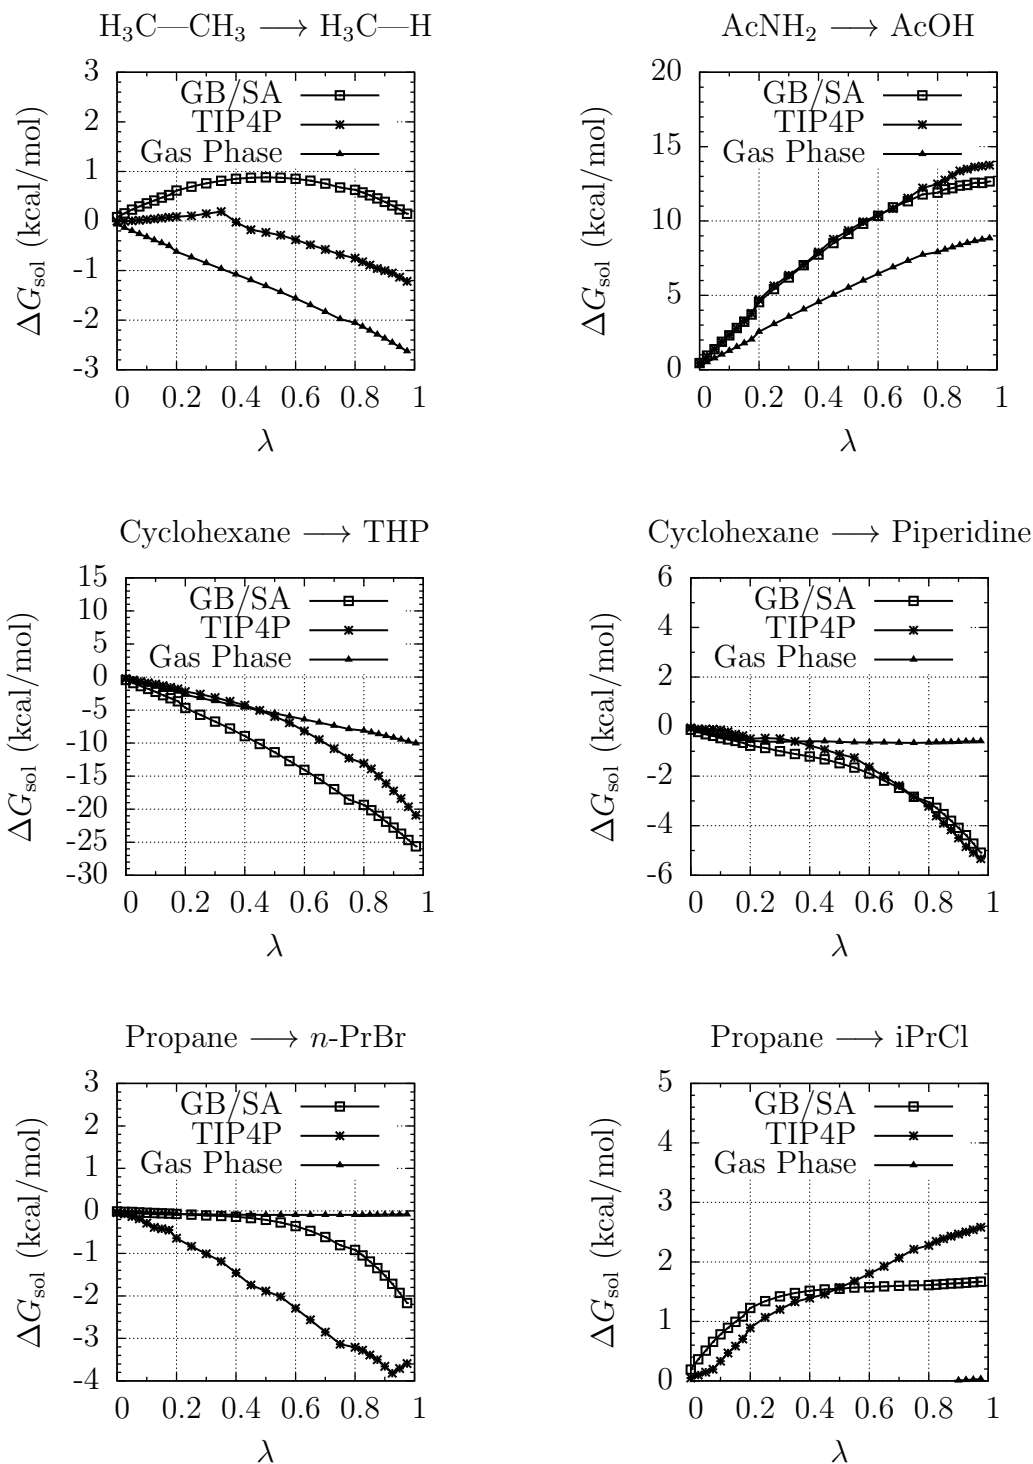 H₃C—CH₃ ⟶ H₃C—H
ΔG_sol (kcal/mol)
3
2
1
0
-1
-2
-3
GB/SA
TIP4P
Gas Phase
0 0.2 0.4 0.6 0.8 1
λ
AcNH₂ ⟶ AcOH
ΔG_sol (kcal/mol)
20
15
10
5
0
GB/SA
TIP4P
Gas Phase
0 0.2 0.4 0.6 0.8 1
λ
Cyclohexane ⟶ THP
ΔG_sol (kcal/mol)
15
10
5
0
-5
-10
-15
-20
-25
-30
GB/SA
TIP4P
Gas Phase
0 0.2 0.4 0.6 0.8 1
λ
Cyclohexane ⟶ Piperidine
ΔG_sol (kcal/mol)
6
4
2
0
-2
-4
-6
GB/SA
TIP4P
Gas Phase
0 0.2 0.4 0.6 0.8 1
λ
Propane ⟶ n-PrBr
ΔG_sol (kcal/mol)
3
2
1
0
-1
-2
-3
-4
GB/SA
TIP4P
Gas Phase
0 0.2 0.4 0.6 0.8 1
λ
Propane ⟶ iPrCl
ΔG_sol (kcal/mol)
5
4
3
2
1
0
GB/SA
TIP4P
Gas Phase
0 0.2 0.4 0.6 0.8 1
λ